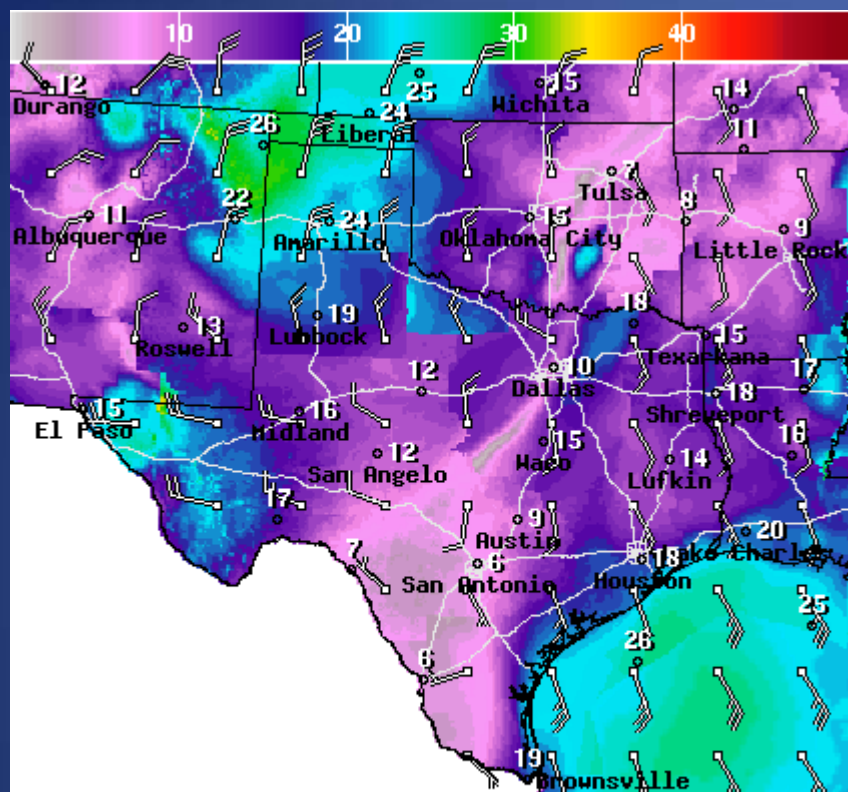 10 20 30 40
12 25 15 14
Durango Wichita
24
Liberal
26 11
7
Tulsa
11 22 24 15 8 9
Albuquerque Amarillo Oklahoma City Little Rock
13 19 18
Roswell Lubbock 15
Texarkana
12 10 17
Dallas 18
15 16 Shreveport
El Paso Midland
12 15 14 16
San Angelo Waco Lufkin
17 9 20
Austin Lake Charles
7 6 18
San Antonio Houston
25
6 26
19
Brownsville